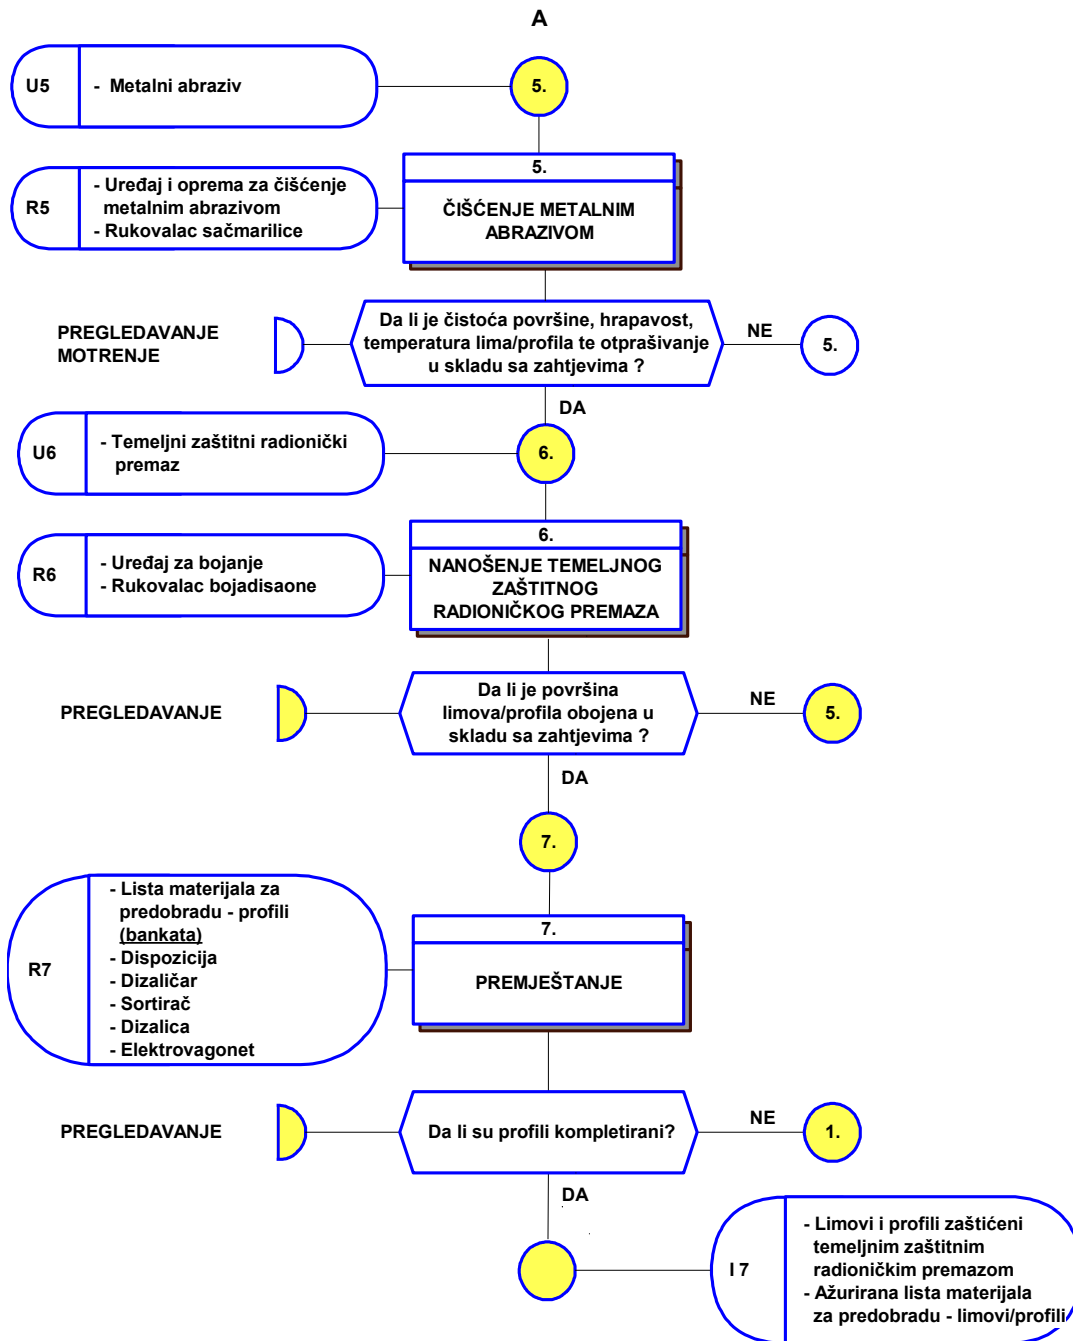 A
U5
- Metalni abraziv
5.
R5
- Uređaj i oprema za čišćenje
metalnim abrazivom
- Rukovalac sačmarilice
5.
ČIŠĆENJE METALNIM
ABRAZIVOM
PREGLEDAVANJE
MOTRENJE
Da li je čistoća površine, hrapavost,
temperatura lima/profila te otprašivanje
u skladu sa zahtjevima ?
NE
5.
DA
U6
- Temeljni zaštitni radionički
premaz
6.
R6
- Uređaj za bojanje
- Rukovalac bojadisaone
6.
NANOŠENJE TEMELJNOG
ZAŠTITNOG
RADIONIČKOG PREMAZA
PREGLEDAVANJE
Da li je površina
limova/profila obojena u
skladu sa zahtjevima ?
NE
5.
DA
7.
R7
- Lista materijala za
predobradu - profili
(bankata)
- Dispozicija
- Dizaličar
- Sortirač
- Dizalica
- Elektrovagonet
7.
PREMJEŠTANJE
PREGLEDAVANJE
Da li su profili kompletirani?
NE
1.
DA
I 7
- Limovi i profili zaštićeni
temeljnim zaštitnim
radioničkim premazom
- Ažurirana lista materijala
za predobradu - limovi/profili